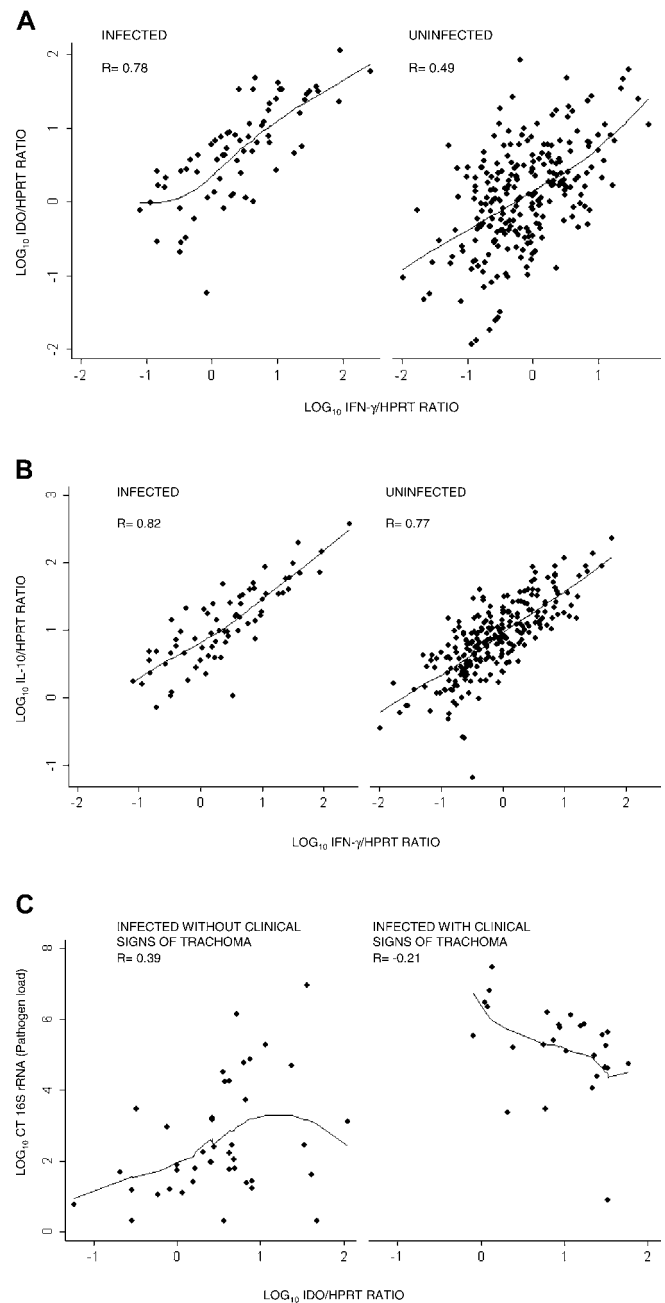 A
INFECTED
R= 0.78
UNINFECTED
R= 0.49
2
1
0
-1
-2
LOG10 IDO/HPRT RATIO
-2 -1 0 1 2 -2 -1 0 1
LOG10 IFN-γ/HPRT RATIO
B
INFECTED
R= 0.82
UNINFECTED
R= 0.77
3
2
1
0
-1
LOG10 IL-10/HPRT RATIO
-2 -1 0 1 2 -2 -1 0 1 2
LOG10 IFN-γ/HPRT RATIO
C
INFECTED WITHOUT CLINICAL
SIGNS OF TRACHOMA
R= 0.39
INFECTED WITH CLINICAL
SIGNS OF TRACHOMA
R= -0.21
8
6
4
2
0
LOG10 CT 16S rRNA (Pathogen load)
-1 0 1 2 -1 0 1 2
LOG10 IDO/HPRT RATIO